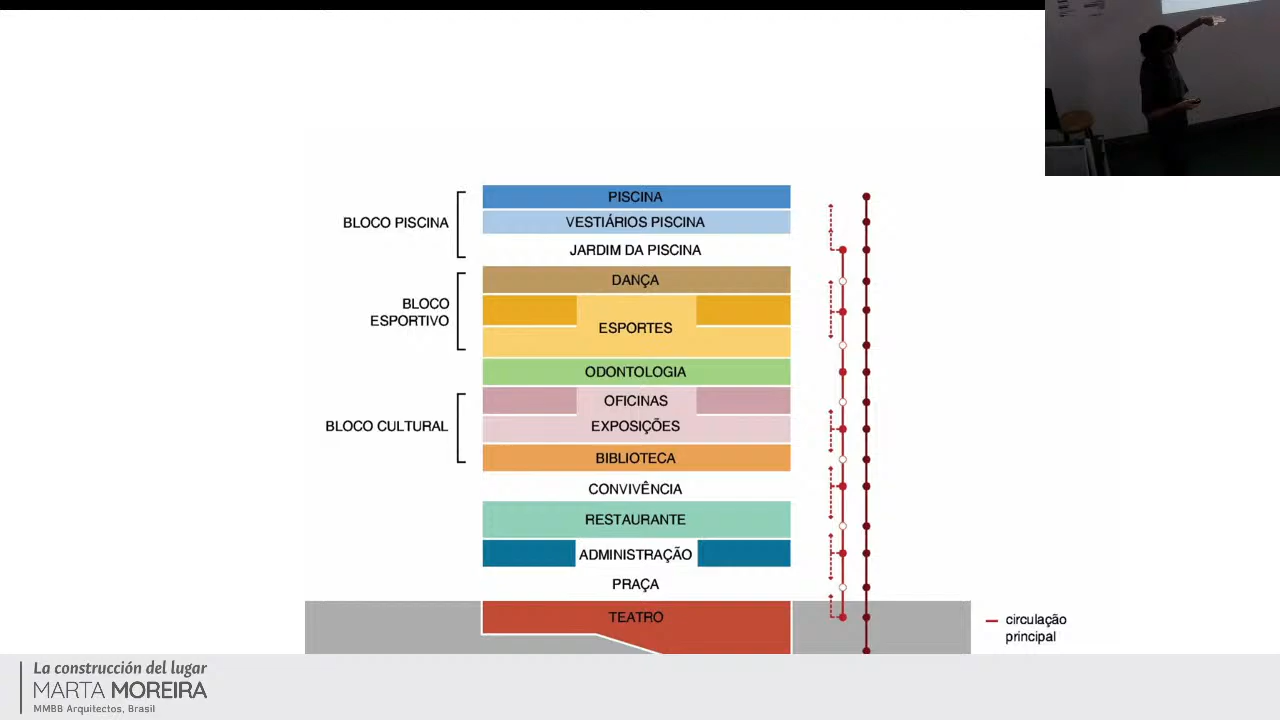 PISCINA
BLOCO PISCINA
VESTIÁRIOS PISCINA
JARDIM DA PISCINA
DANÇA
BLOCO
ESPORTIVO
ESPORTES
ODONTOLOGIA
OFICINAS
BLOCO CULTURAL
EXPOSIÇÕES
BIBLIOTECA
CONVIVÊNCIA
RESTAURANTE
ADMINISTRAÇÃO
PRAÇA
TEATRO
circulação
principal
La construcción del lugar
MARTA MOREIRA
MMBB Arquitectos, Brasil